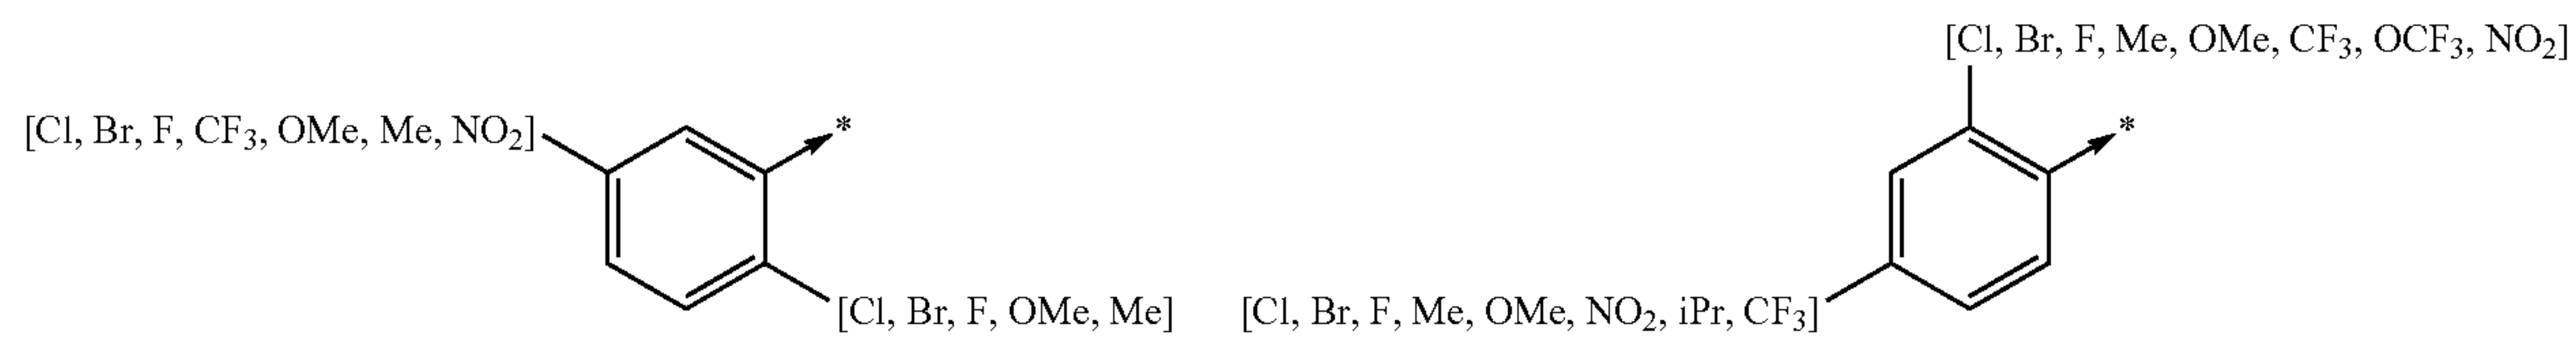 [Cl, Br, F, Me, OMe, CF₃, OCF₃, NO₂]
[Cl, Br, F, CF₃, OMe, Me, NO₂]
*
*
[Cl, Br, F, OMe, Me]
[Cl, Br, F, Me, OMe, NO₂, iPr, CF₃]